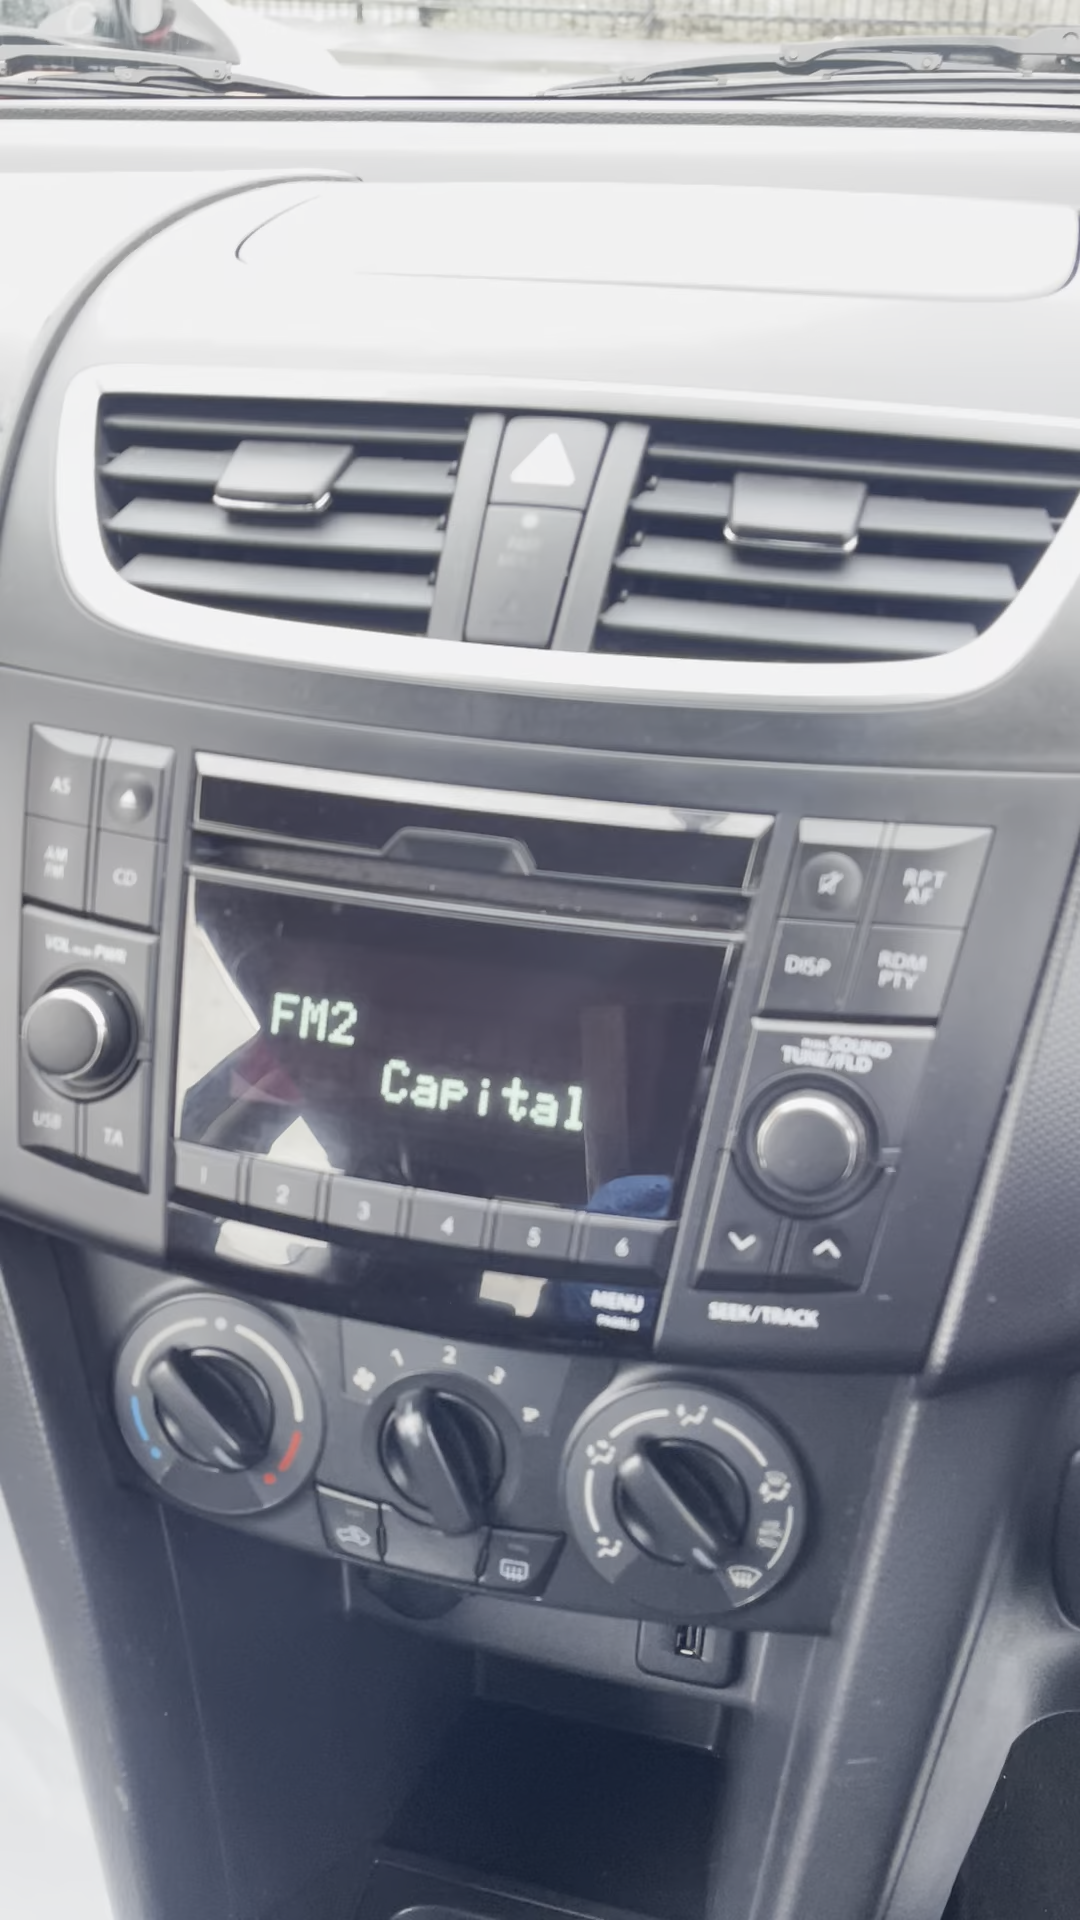 AS
AM
FM
CD
VOL PWR
USB
TA
FM2
Capital
1
2
3
4
5
6
RPT
AF
DISP
RDM
PTY
SOUND
TUNE/FLD
SEEK/TRACK
MENU
1
2
3